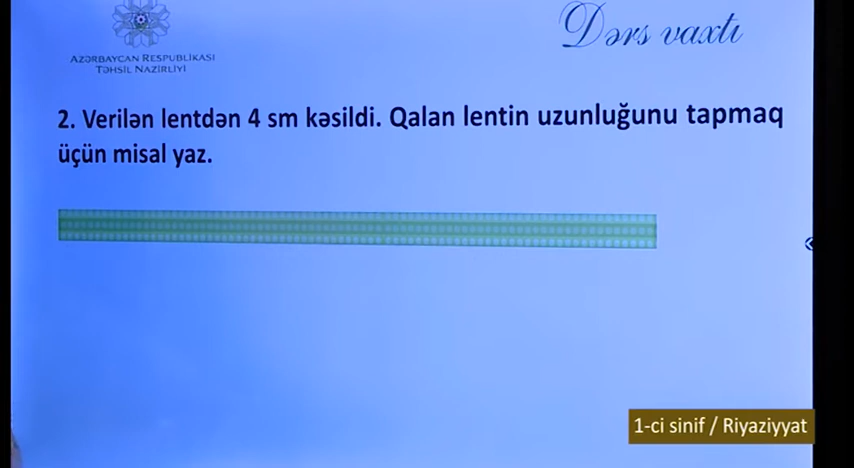 AZƏRBAYCAN RESPUBLİKASI
TƏHSİL NAZİRLİYİ
Dərs vaxtı
2. Verilən lentdən 4 sm kəsildi. Qalan lentin uzunluğunu tapmaq
üçün misal yaz.
1-ci sinif / Riyaziyyat